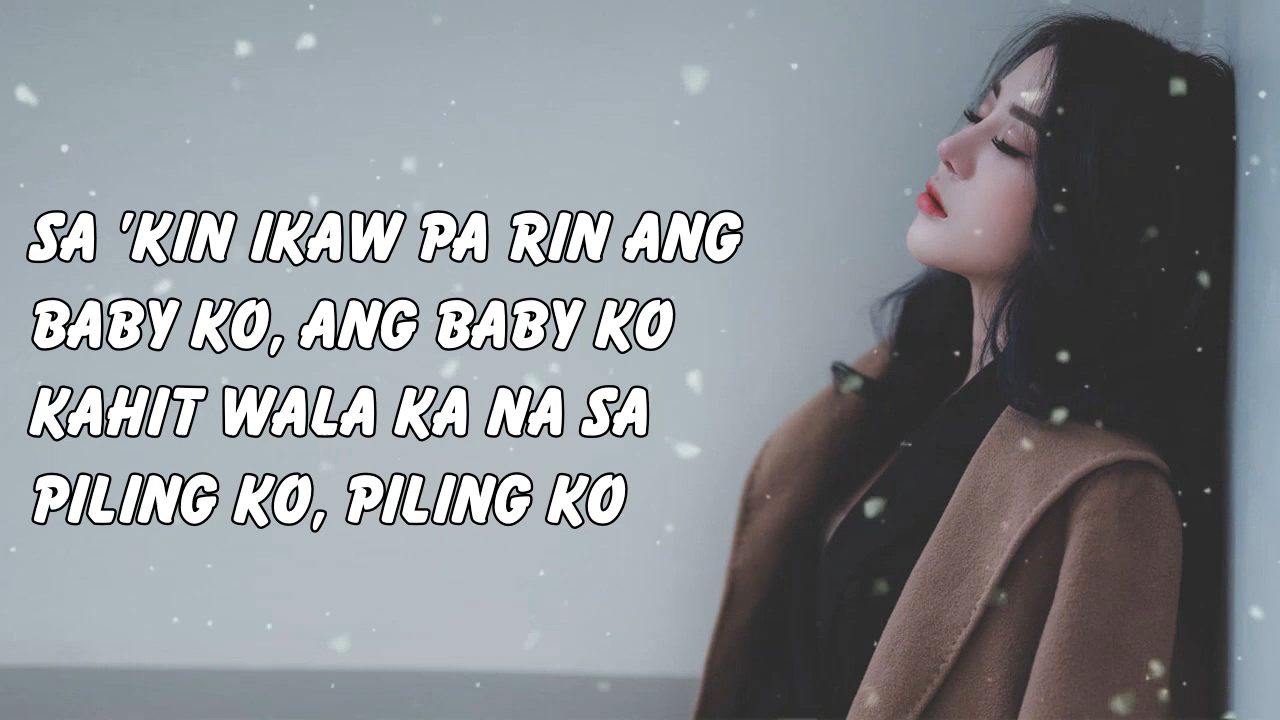 SA 'KIN IKAW PA RIN ANG
BABY KO, ANG BABY KO
KAHIT WALA KA NA SA
PILING KO, PILING KO